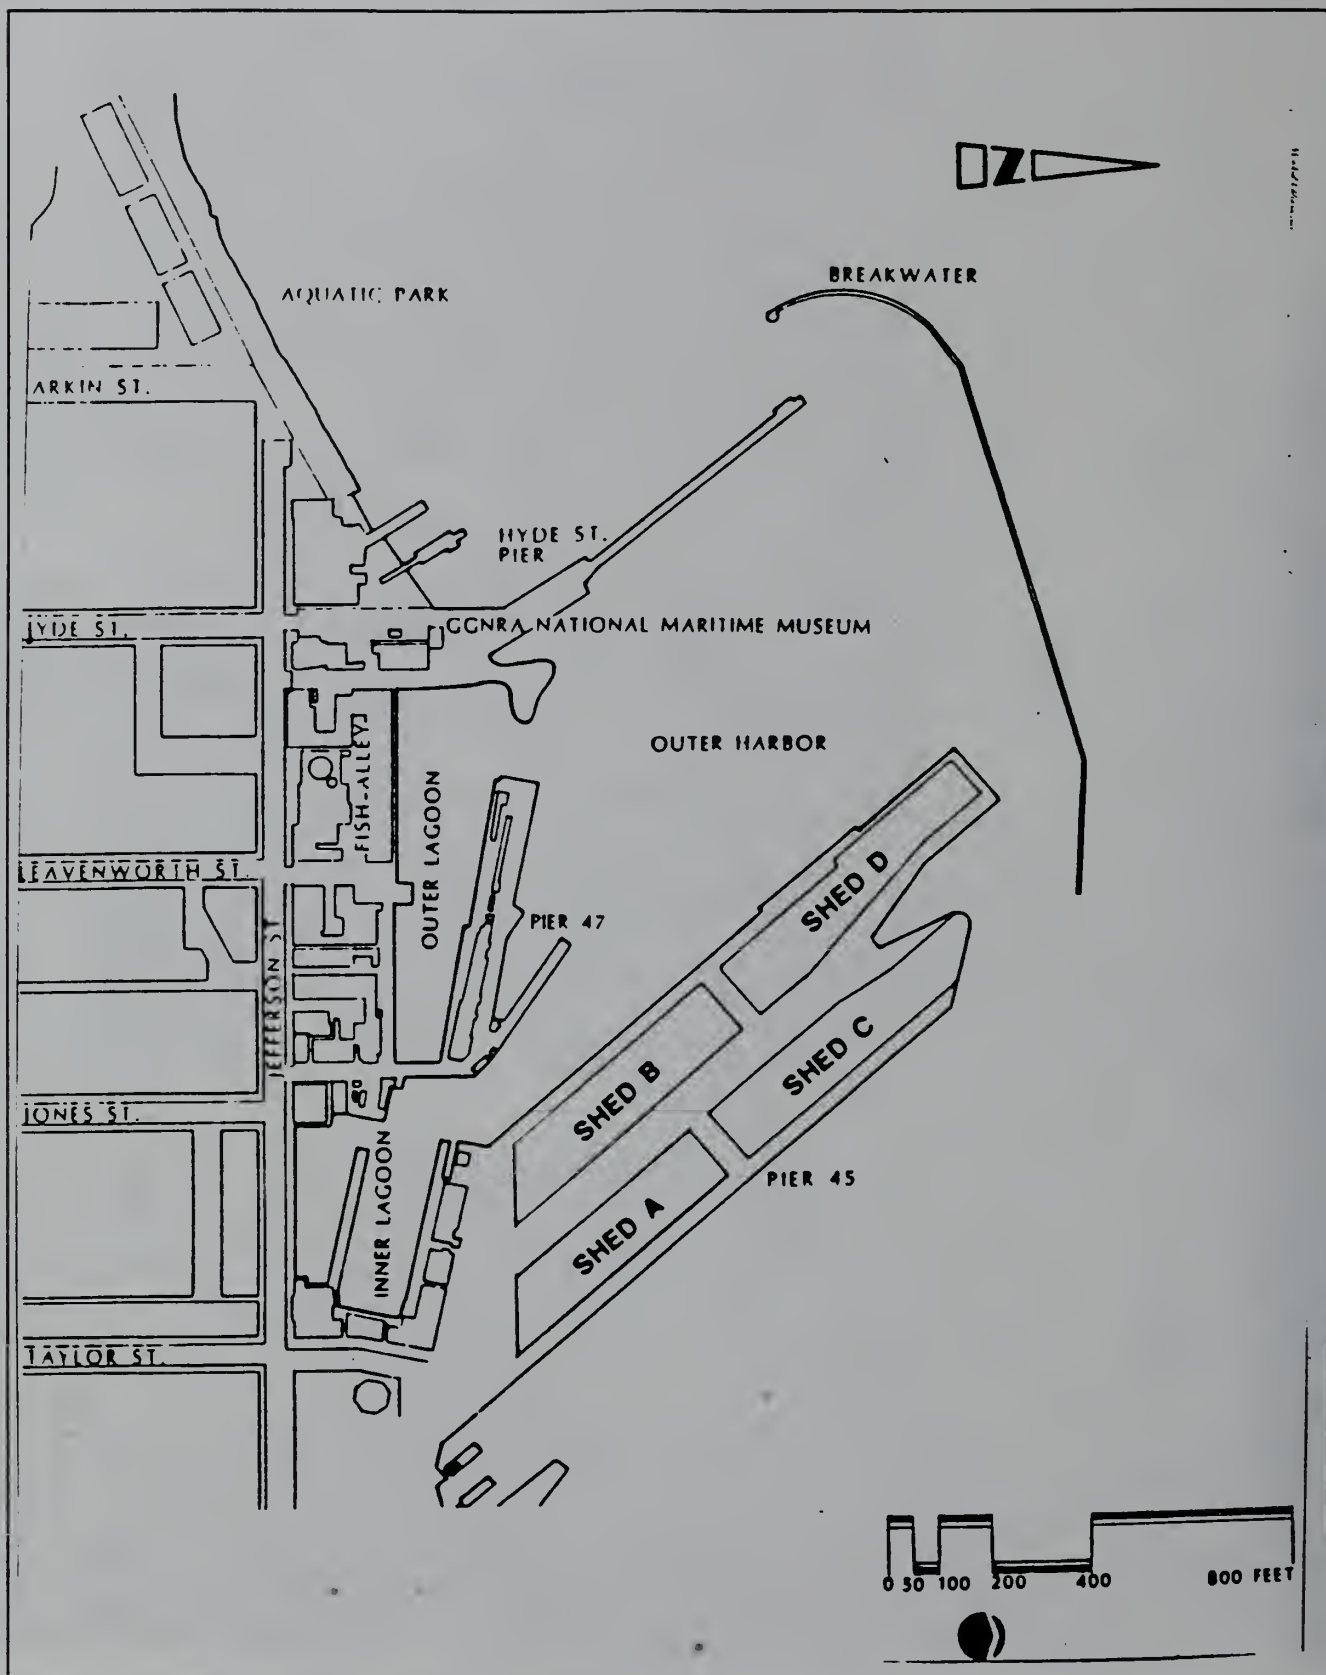 N
BREAKWATER
AQUATIC PARK
ARKIN ST.
HYDE ST.
PIER
YDE ST.
GGNRA NATIONAL MARITIME MUSEUM
OUTER HARBOR
FISH-ALLEY
OUTER LAGOON
LEAVENWORTH ST.
SHED D
PIER 47
JEFFERSON ST
SHED B
SHED C
JONES ST.
INNER LAGOON
PIER 45
SHED A
TAYLOR ST.
0 50 100 200 400 800 FEET